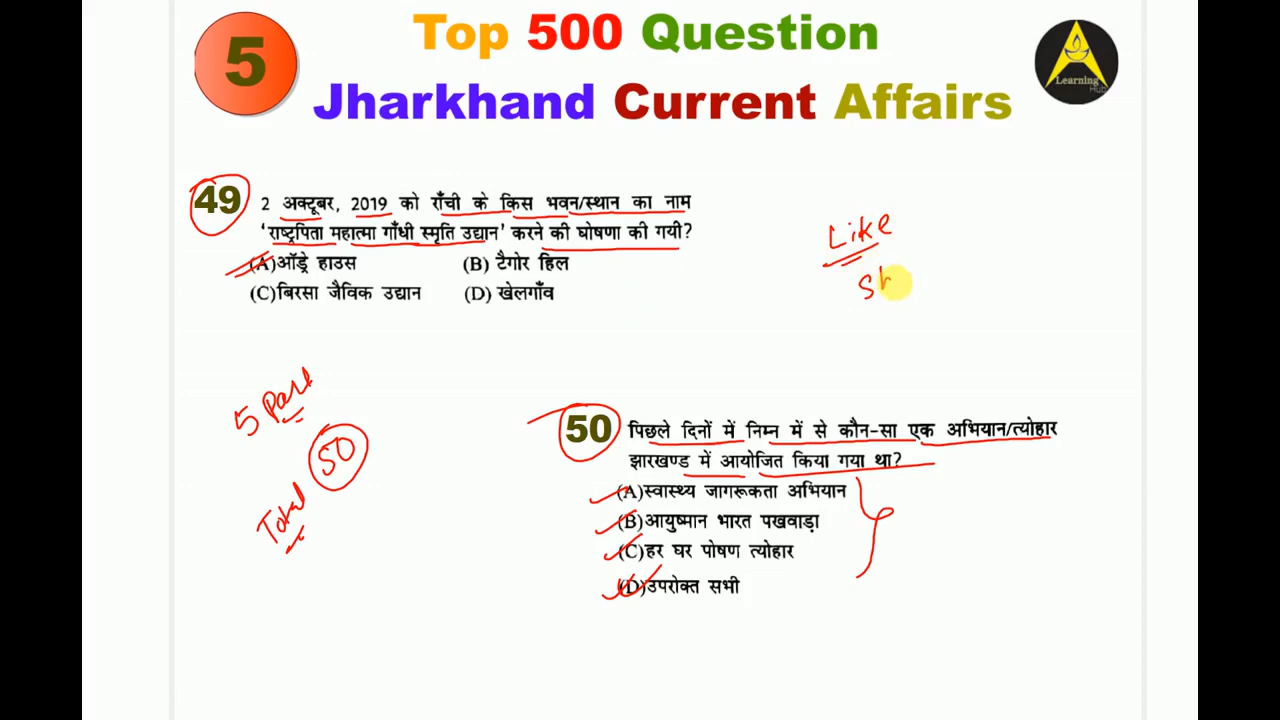 5
Top 500 Question
Jharkhand Current Affairs
Learning
Hub
49
2 अक्टूबर, 2019 को राँची के किस भवन/स्थान का नाम
'राष्ट्रपिता महात्मा गाँधी स्मृति उद्यान' करने की घोषणा की गयी?
(A) ऑड्रे हाउस (B) टैगोर हिल
(C) बिरसा जैविक उद्यान (D) खेलगाँव
Like
5 Part
50
Total
50
पिछले दिनों में निम्न में से कौन-सा एक अभियान/त्योहार
झारखण्ड में आयोजित किया गया था?
(A) स्वास्थ्य जागरूकता अभियान
(B) आयुष्मान भारत पखवाड़ा
(C) हर घर पोषण त्योहार
(D) उपरोक्त सभी